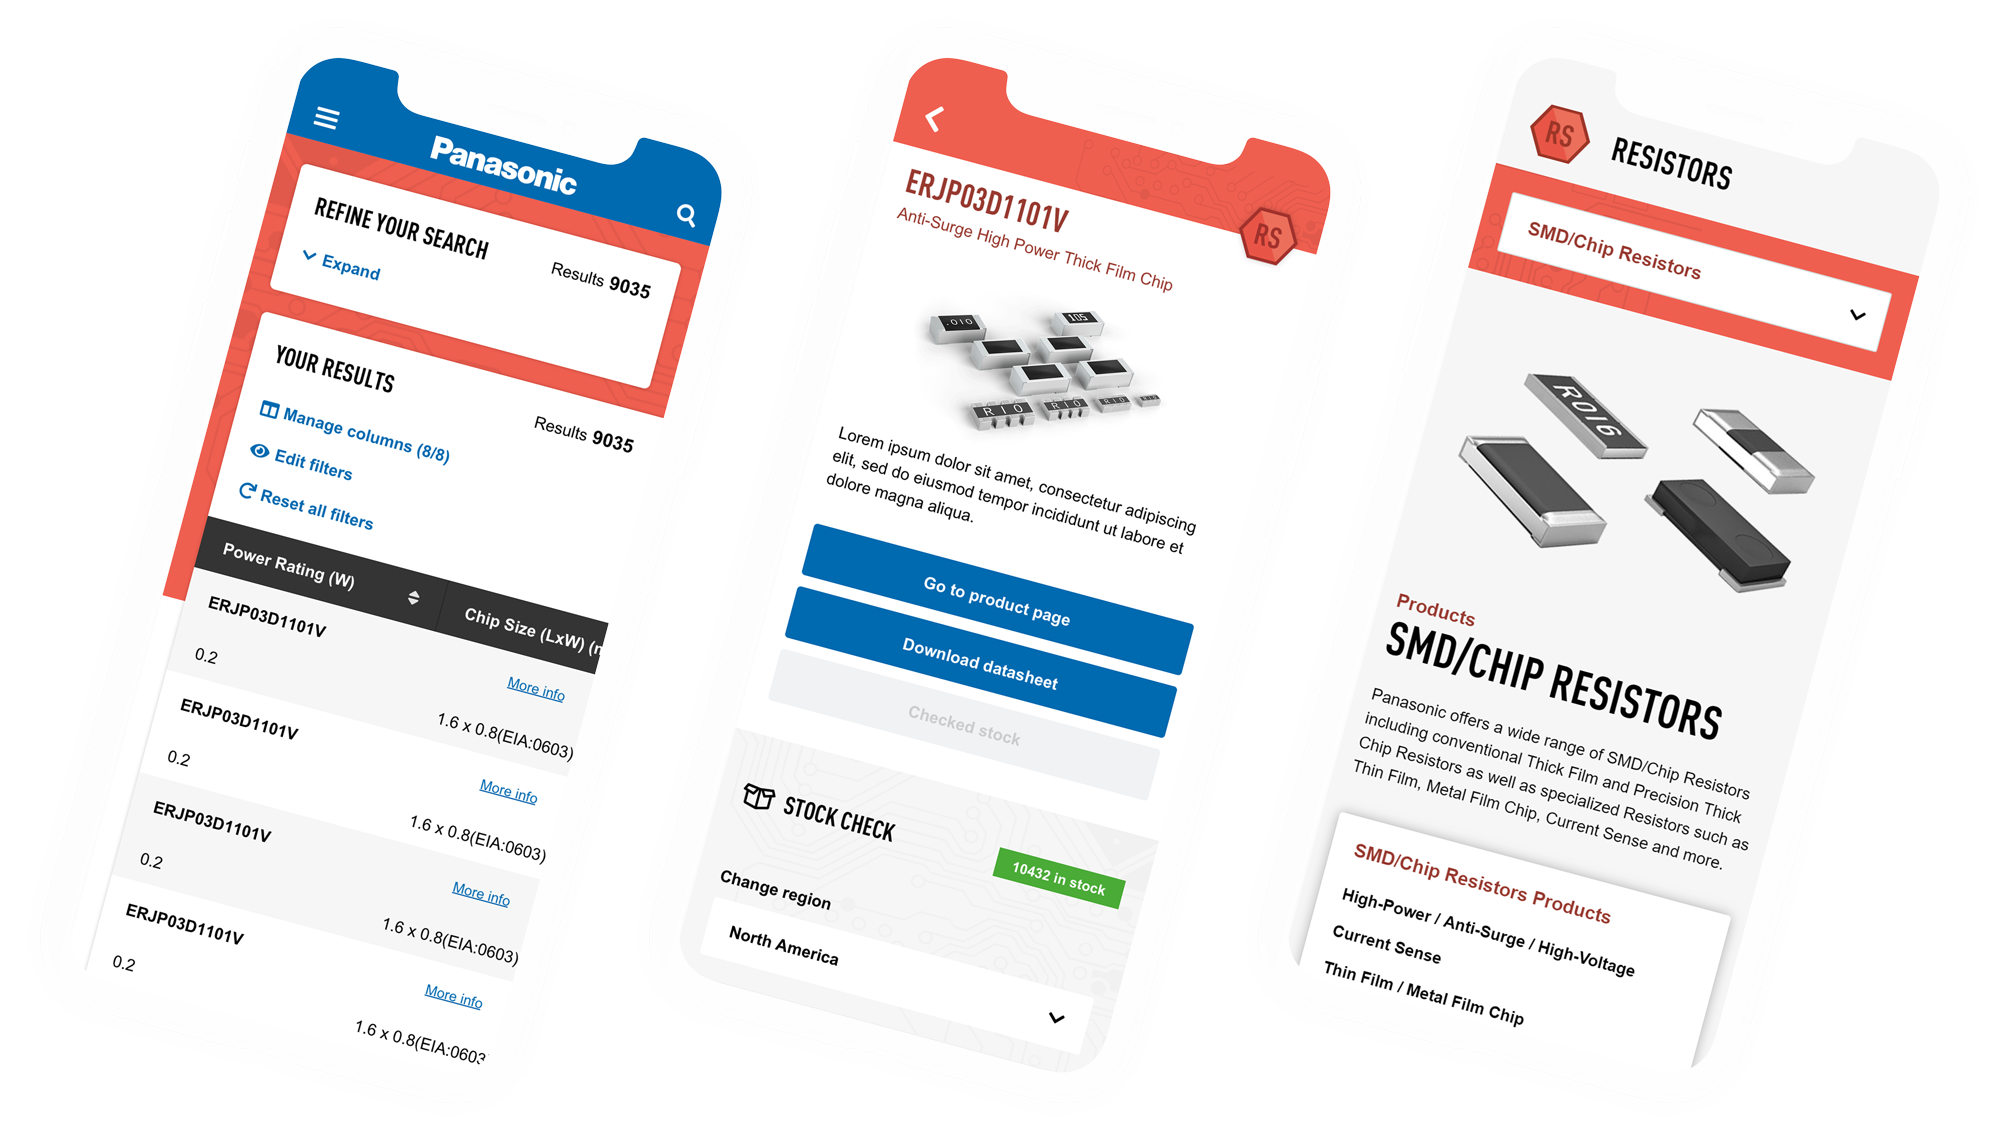 Panasonic
REFINE YOUR SEARCH
Expand
Results 9035
YOUR RESULTS
Results 9035
Manage columns (8/8)
Edit filters
Reset all filters
Power Rating (W)
Chip Size (LxW) (
ERJP03D1101V
More info
0.2
1.6 x 0.8(EIA:0603)
ERJP03D1101V
More info
0.2
1.6 x 0.8(EIA:0603)
ERJP03D1101V
More info
0.2
1.6 x 0.8(EIA:0603)
ERJP03D1101V
More info
0.2
1.6 x 0.8(EIA:0603
ERJP03D1101V
Anti-Surge High Power Thick Film Chip
RS
.010
105
R10
R10
R10
Lorem ipsum dolor sit amet, consectetur adipiscing
elit, sed do eiusmod tempor incididunt ut labore et
dolore magna aliqua.
Go to product page
Download datasheet
Checked stock
STOCK CHECK
10432 in stock
Change region
North America
RS
RESISTORS
SMD/Chip Resistors
R016
Products
SMD/CHIP RESISTORS
Panasonic offers a wide range of SMD/Chip Resistors
including conventional Thick Film and Precision Thick
Chip Resistors as well as specialized Resistors such as
Thin Film, Metal Film Chip, Current Sense and more.
SMD/Chip Resistors Products
High-Power / Anti-Surge / High-Voltage
Current Sense
Thin Film / Metal Film Chip